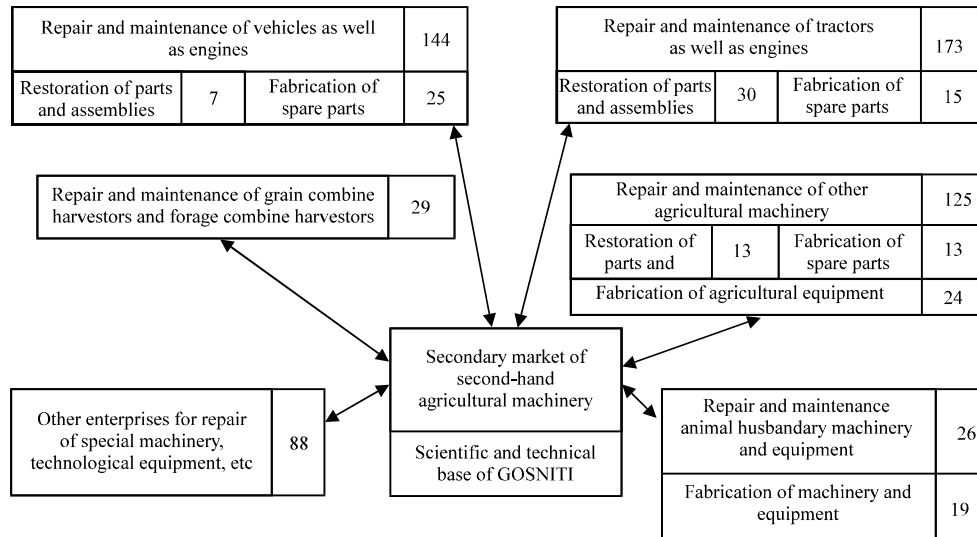 Repair and maintenance of vehicles as well
as engines
144
Restoration of parts
and assemblies
7
Fabrication of
spare parts
25
Repair and maintenance of tractors
as well as engines
173
Restoration of parts
and assemblies
30
Fabrication of
spare parts
15
Repair and maintenance of grain combine
harvestors and forage combine harvestors
29
Repair and maintenance of other
agricultural machinery
125
Restoration of
parts and
13
Fabrication of
spare parts
13
Fabrication of agricultural equipment
24
Secondary market of
second-hand
agricultural machinery
Scientific and technical
base of GOSNITI
Other enterprises for repair
of special machinery,
technological equipment, etc
88
Repair and maintenance
animal husbandary machinery
and equipment
26
Fabrication of machinery and
equipment
19